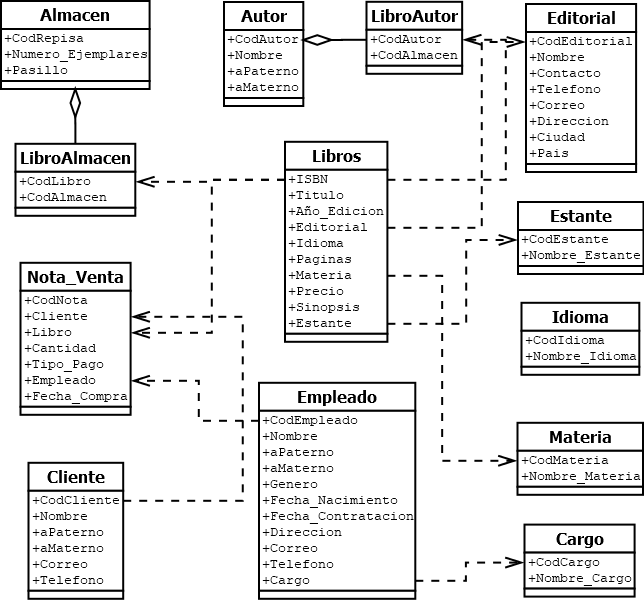 Almacen
+CodRepisa
+Numero_Ejemplares
+Pasillo
Autor
+CodAutor
+Nombre
+aPaterno
+aMaterno
LibroAutor
+CodAutor
+CodAlmacen
Editorial
+CodEditorial
+Nombre
+Contacto
+Telefono
+Correo
+Direccion
+Ciudad
+Pais
LibroAlmacen
+CodLibro
+CodAlmacen
Libros
+ISBN
+Titulo
+Año_Edicion
+Editorial
+Idioma
+Paginas
+Materia
+Precio
+Sinopsis
+Estante
Estante
+CodEstante
+Nombre_Estante
Nota_Venta
+CodNota
+Cliente
+Libro
+Cantidad
+Tipo_Pago
+Empleado
+Fecha_Compra
Idioma
+CodIdioma
+Nombre_Idioma
Empleado
+CodEmpleado
+Nombre
+aPaterno
+aMaterno
+Genero
+Fecha_Nacimiento
+Fecha_Contratacion
+Direccion
+Correo
+Telefono
+Cargo
Materia
+CodMateria
+Nombre_Materia
Cliente
+CodCliente
+Nombre
+aPaterno
+aMaterno
+Correo
+Telefono
Cargo
+CodCargo
+Nombre_Cargo